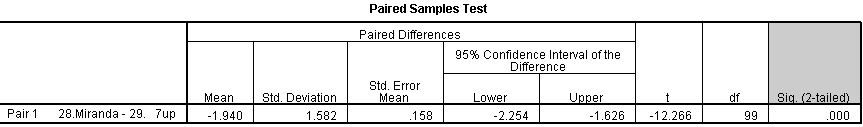 Paired Samples Test
Paired Differences
95% Confidence Interval of the
Difference
Std. Error
Mean Std. Deviation Mean Lower Upper t df Sig. (2-tailed)
Pair 1 28.Miranda - 29. 7up -1.940 1.582 .158 -2.254 -1.626 -12.266 99 .000